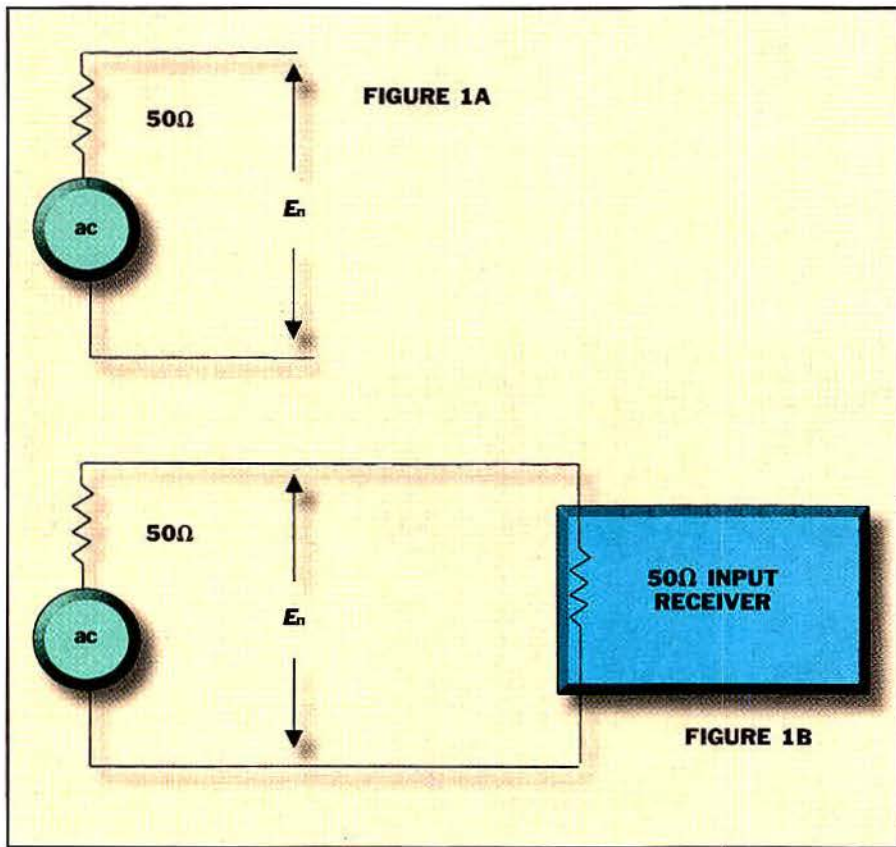 FIGURE 1A
50Ω
ac
En
50Ω
50Ω INPUT
RECEIVER
En
ac
FIGURE 1B